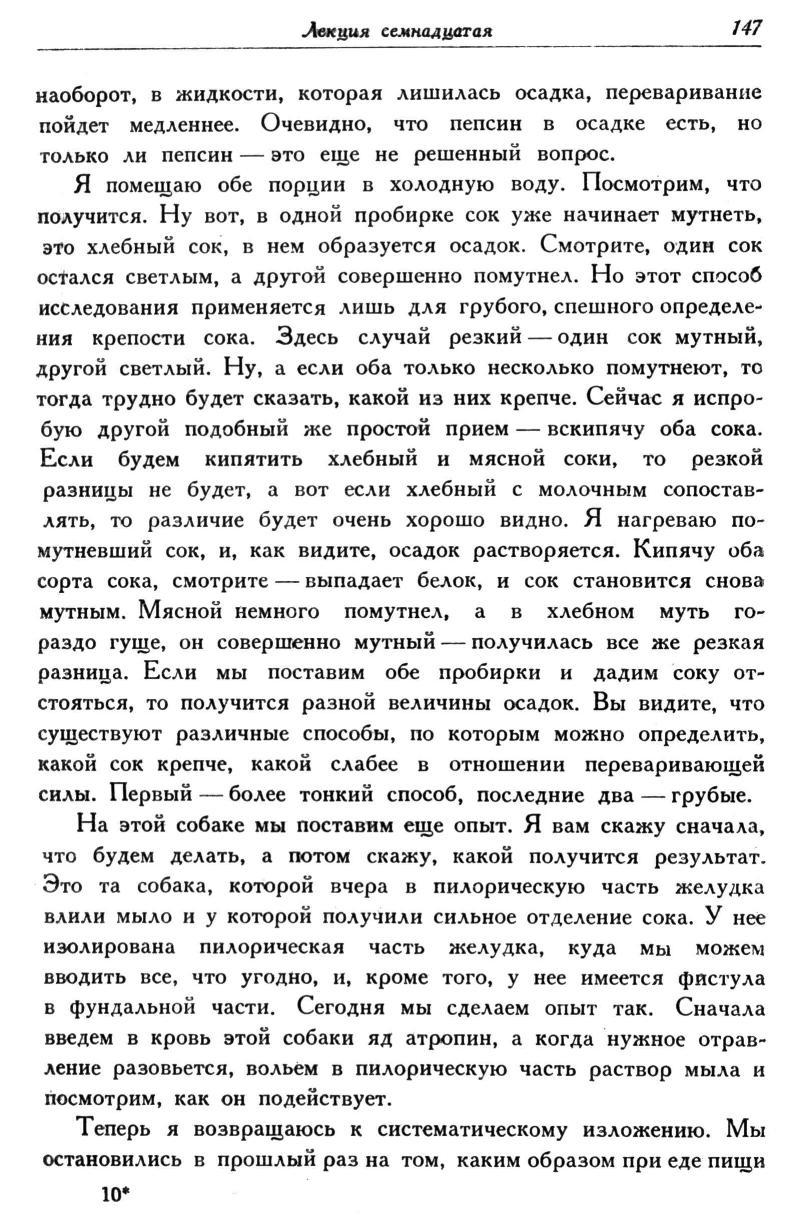 Лекция семнадцатая 147
наоборот, в жидкости, которая лишилась осадка, переваривание
пойдет медленнее. Очевидно, что пепсин в осадке есть, но
только ли пепсин — это еще не решенный вопрос.
Я помещаю обе порции в холодную воду. Посмотрим, что
получится. Ну вот, в одной пробирке сок уже начинает мутнеть,
это хлебный сок, в нем образуется осадок. Смотрите, один сок
остался светлым, а другой совершенно помутнел. Но этот способ
исследования применяется лишь для грубого, спешного определе-
ния крепости сока. Здесь случай резкий — один сок мутный,
другой светлый. Ну, а если оба только несколько помутнеют, то
тогда трудно будет сказать, какой из них крепче. Сейчас я испро-
бую другой подобный же простой прием — вскипячу оба сока.
Если будем кипятить хлебный и мясной соки, то резкой
разницы не будет, а вот если хлебный с молочным сопостав-
лять, то различие будет очень хорошо видно. Я нагреваю по-
мутневший сок, и, как видите, осадок растворяется. Кипячу оба
сорта сока, смотрите — выпадает белок, и сок становится снова
мутным. Мясной немного помутнел, а в хлебном муть го-
раздо гуще, он совершенно мутный — получилась все же резкая
разница. Если мы поставим обе пробирки и дадим соку от-
стояться, то получится разной величины осадок. Вы видите, что
существуют различные способы, по которым можно определить,
какой сок крепче, какой слабее в отношении переваривающей
силы. Первый — более тонкий способ, последние два — грубые.
На этой собаке мы поставим еще опыт. Я вам скажу сначала,
что будем делать, а потом скажу, какой получится результат.
Это та собака, которой вчера в пилорическую часть желудка
влили мыло и у которой получили сильное отделение сока. У нее
изолирована пилорическая часть желудка, куда мы можем
вводить все, что угодно, и, кроме того, у нее имеется фистула
в фундальной части. Сегодня мы сделаем опыт так. Сначала
введем в кровь этой собаки яд атропин, а когда нужное отрав-
ление разовьется, вольем в пилорическую часть раствор мыла и
посмотрим, как он подействует.
Теперь я возвращаюсь к систематическому изложению. Мы
остановились в прошлый раз на том, каким образом при еде пищи
10*